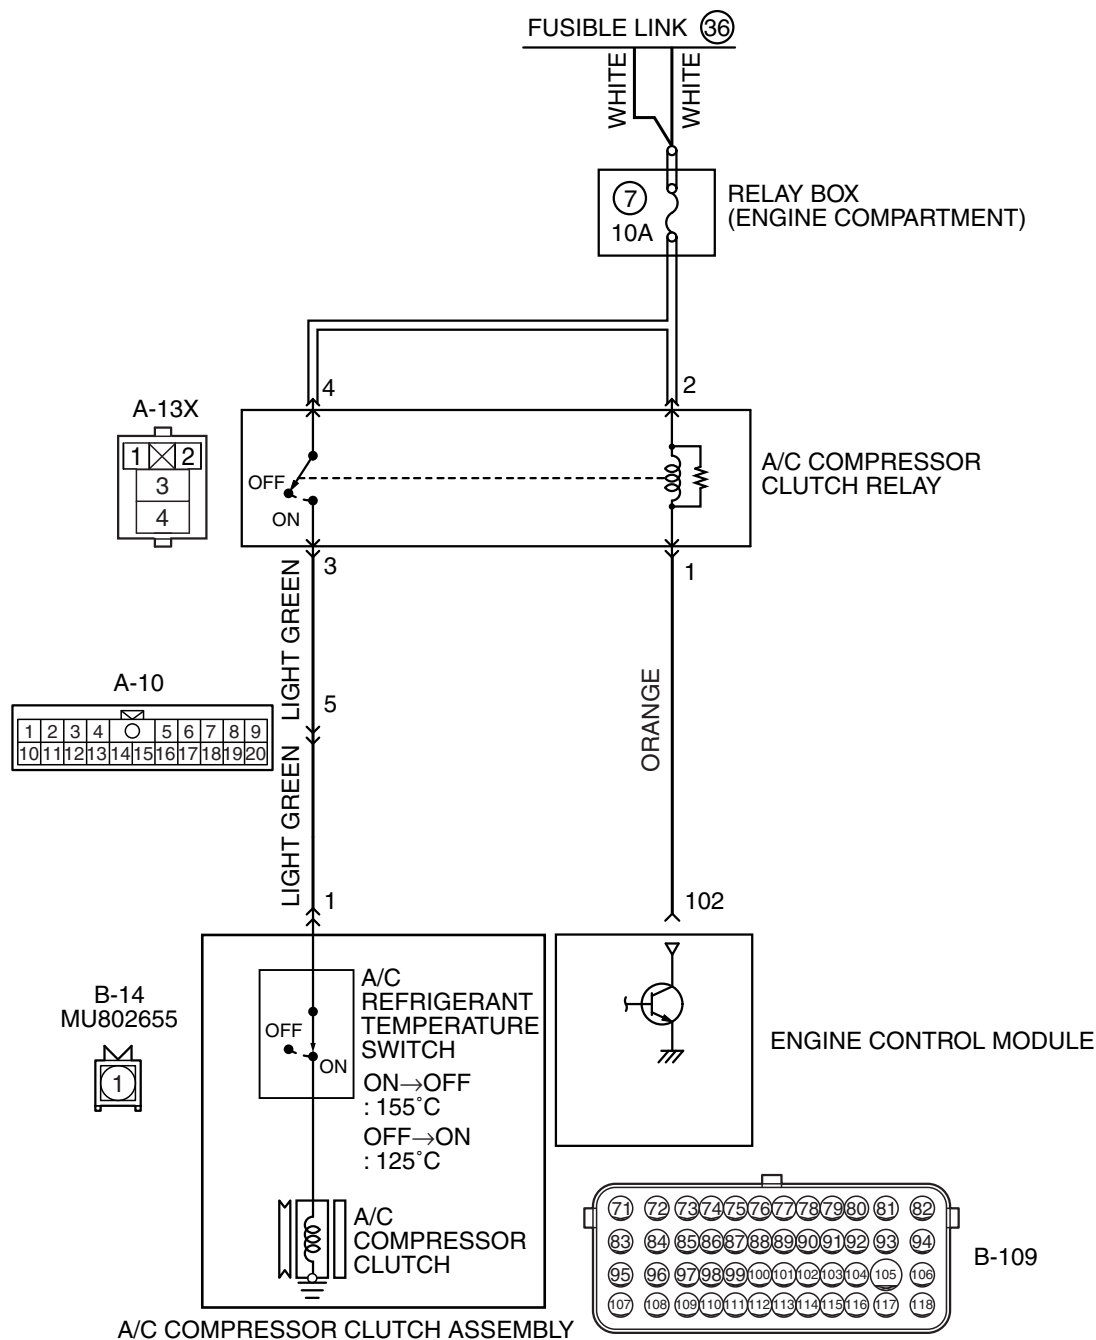 FUSIBLE LINK 36
WHITE
WHITE
7
10A
RELAY BOX
(ENGINE COMPARTMENT)
4
2
A-13X
1 2
3
4
OFF
ON
A/C COMPRESSOR
CLUTCH RELAY
3
1
LIGHT GREEN
ORANGE
A-10
5
1 2 3 4 5 6 7 8 9
10 11 12 13 14 15 16 17 18 19 20
LIGHT GREEN
1
102
A/C
REFRIGERANT
TEMPERATURE
SWITCH
OFF
ON
ON→OFF
: 155˚C
OFF→ON
: 125˚C
B-14
MU802655
1
ENGINE CONTROL MODULE
A/C
COMPRESSOR
CLUTCH
A/C COMPRESSOR CLUTCH ASSEMBLY
71 72 73 74 75 76 77 78 79 80 81 82
83 84 85 86 87 88 89 90 91 92 93 94
95 96 97 98 99 100 101 102 103 104 105 106
107 108 109 110 111 112 113 114 115 116 117 118
B-109